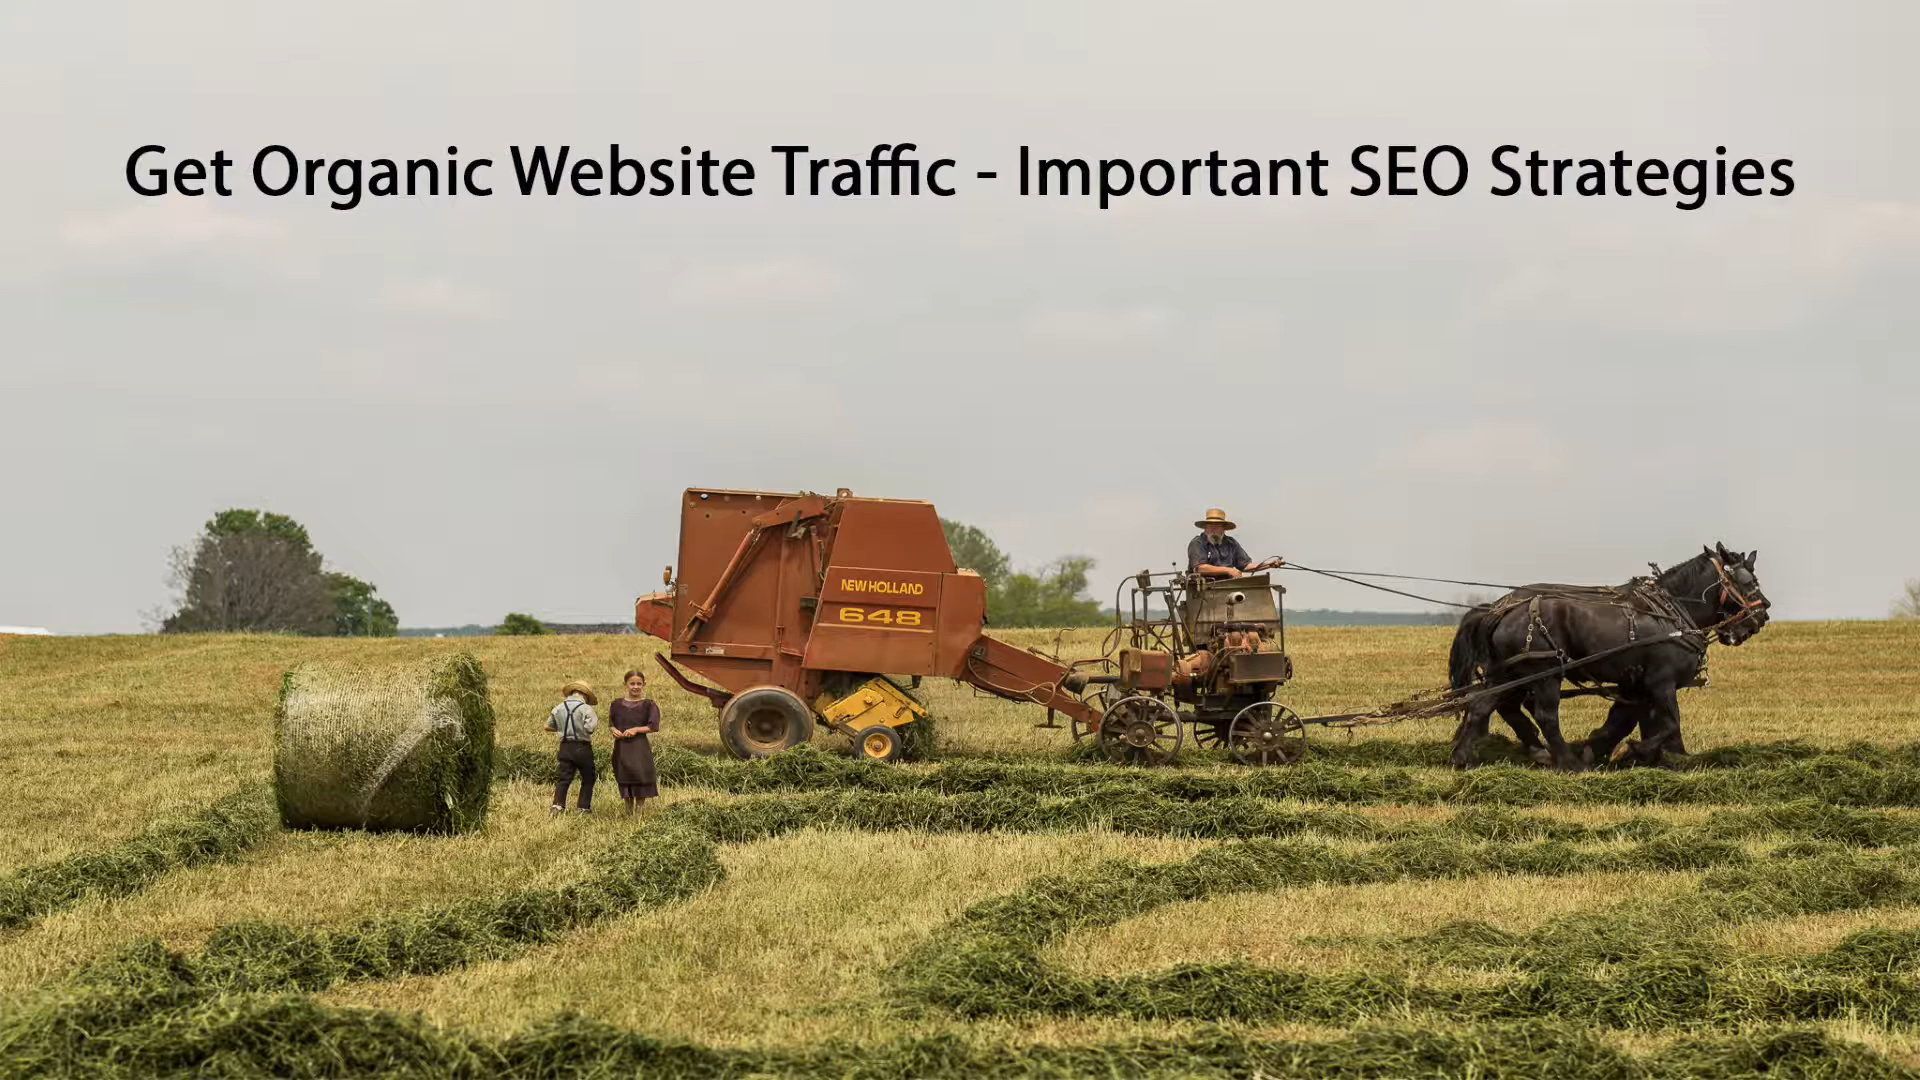 Get Organic Website Traffic - Important SEO Strategies
NEW HOLLAND
648